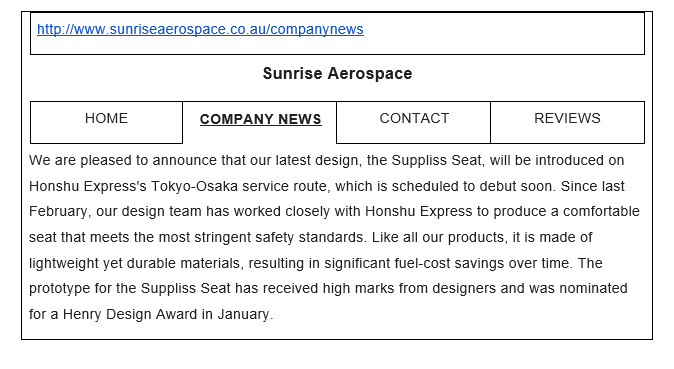 http://www.sunriseaerospace.co.au/companynews
Sunrise Aerospace
HOME
COMPANY NEWS
CONTACT
REVIEWS
We are pleased to announce that our latest design, the Suppliss Seat, will be introduced on
Honshu Express's Tokyo-Osaka service route, which is scheduled to debut soon. Since last
February, our design team has worked closely with Honshu Express to produce a comfortable
seat that meets the most stringent safety standards. Like all our products, it is made of
lightweight yet durable materials, resulting in significant fuel-cost savings over time. The
prototype for the Suppliss Seat has received high marks from designers and was nominated
for a Henry Design Award in January.